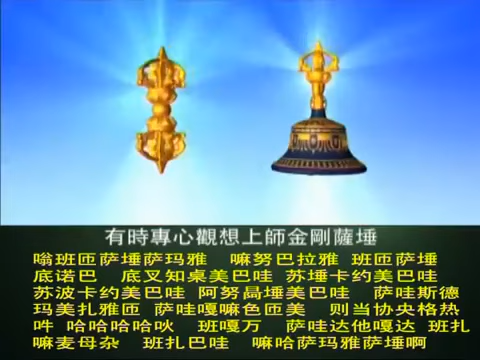 有時專心觀想上師金剛薩埵
嗡班匝萨埵萨玛雅 嘛努巴拉雅 班匝萨埵
底诺巴 底叉知桌美巴哇 苏埵卡约美巴哇
苏波卡约美巴哇 阿努晑埵美巴哇 萨哇斯德
玛美扎雅匝 萨哇嘎嘛色匝美 则当协央格热
吽 哈哈哈哈吙 班嘎万 萨哇达他嘎达 班扎
嘛麦母杂 班扎巴哇 嘛哈萨玛雅萨埵啊